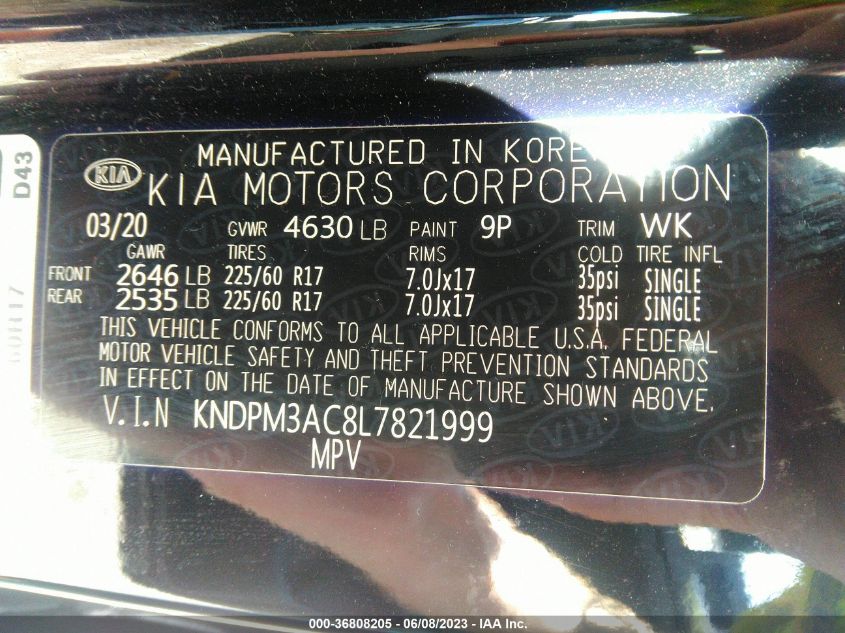 D43
MANUFACTURED IN KOREA
KIA KIA MOTORS CORPORATION
03/20 GVWR 4630 LB PAINT 9P TRIM WK
GAWR TIRES RIMS COLD TIRE INFL
FRONT 2646 LB 225/60 R17 7.0Jx17 35psi SINGLE
REAR 2535 LB 225/60 R17 7.0Jx17 35psi SINGLE
THIS VEHICLE CONFORMS TO ALL APPLICABLE U.S.A. FEDERAL
MOTOR VEHICLE SAFETY AND THEFT PREVENTION STANDARDS
IN EFFECT ON THE DATE OF MANUFACTURE SHOWN ABOVE.
V.I.N KNDPM3AC8L7821999
MPV
000-36808205 - 06/08/2023 - IAA Inc.